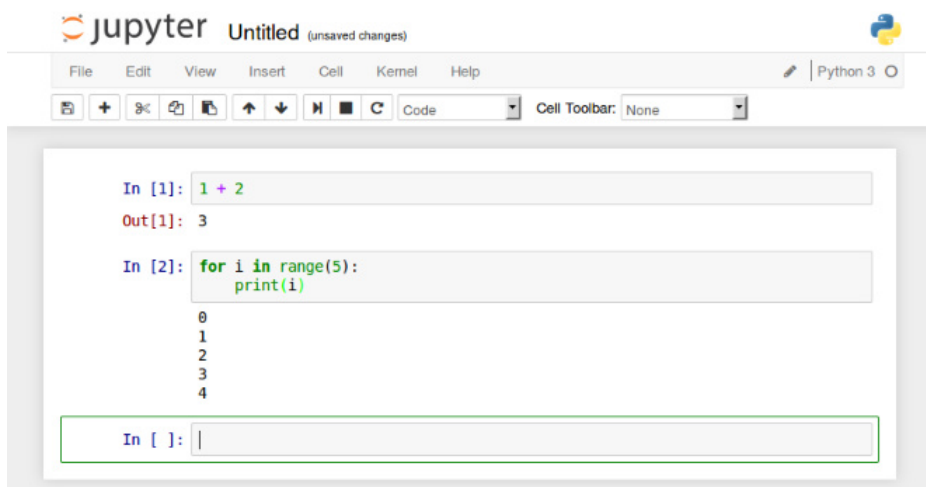 jupyter Untitled (unsaved changes)
File Edit View Insert Cell Kernel Help Python 3
Code Cell Toolbar: None
In [1]: 1 + 2
Out[1]: 3
In [2]: for i in range(5):
    print(i)
0
1
2
3
4
In [ ]: